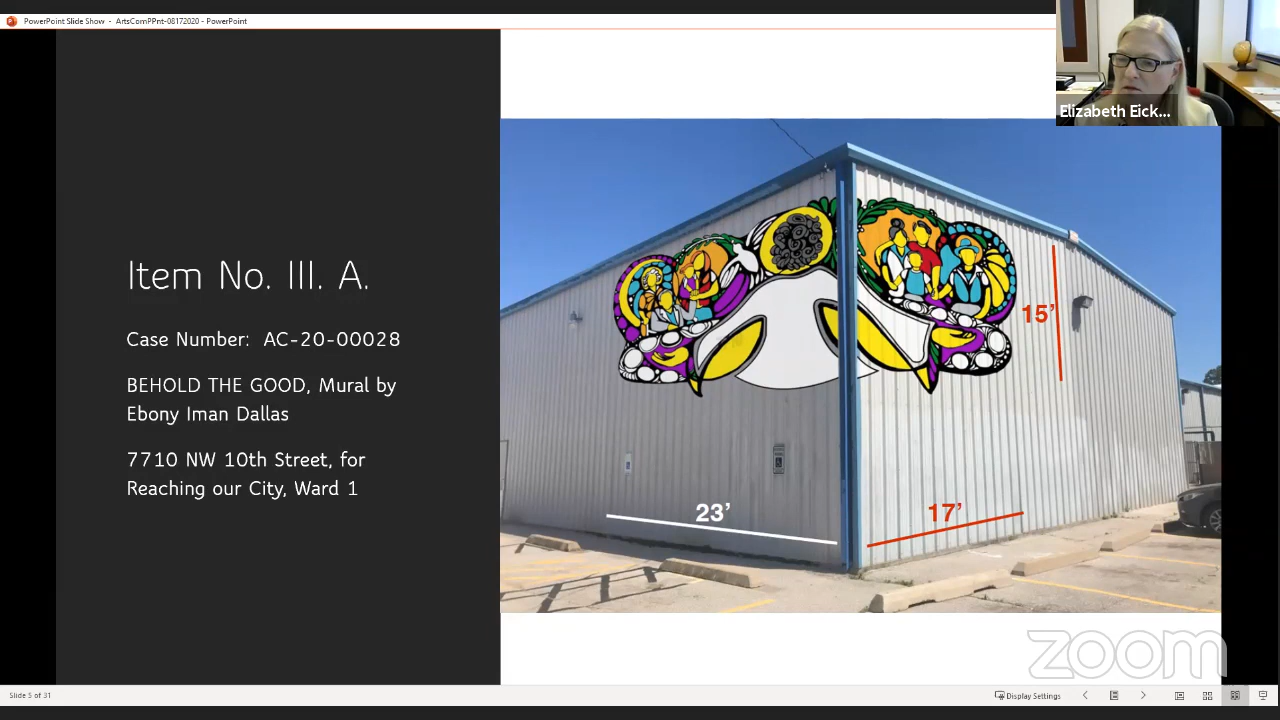 PowerPoint Slide Show - ArtsComPPnt-08172020 - PowerPoint
Elizabeth Eick...
Item No. III. A.
Case Number: AC-20-00028
BEHOLD THE GOOD, Mural by
Ebony Iman Dallas
7710 NW 10th Street, for
Reaching our City, Ward 1
15'
23'
17'
zoom
Slide 5 of 31
Display Settings